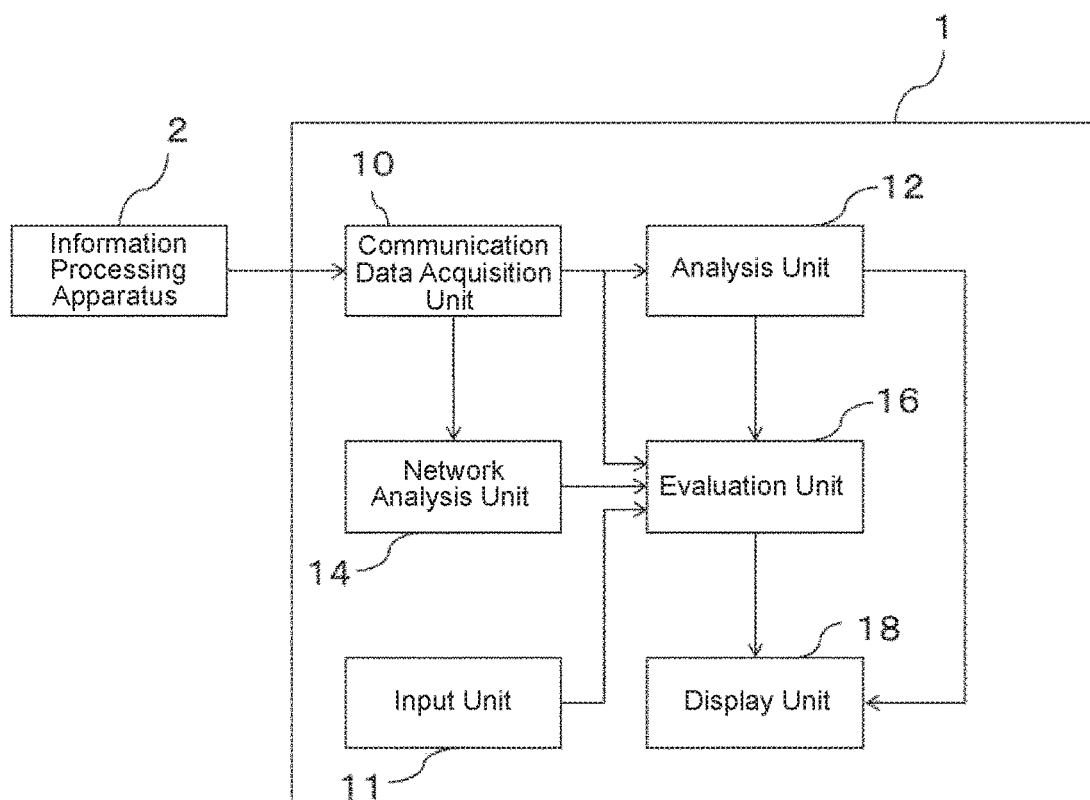 1
2
10
12
Information
Processing
Apparatus
Communication
Data Acquisition
Unit
Analysis Unit
16
Network
Analysis Unit
Evaluation Unit
14
18
Input Unit
Display Unit
11